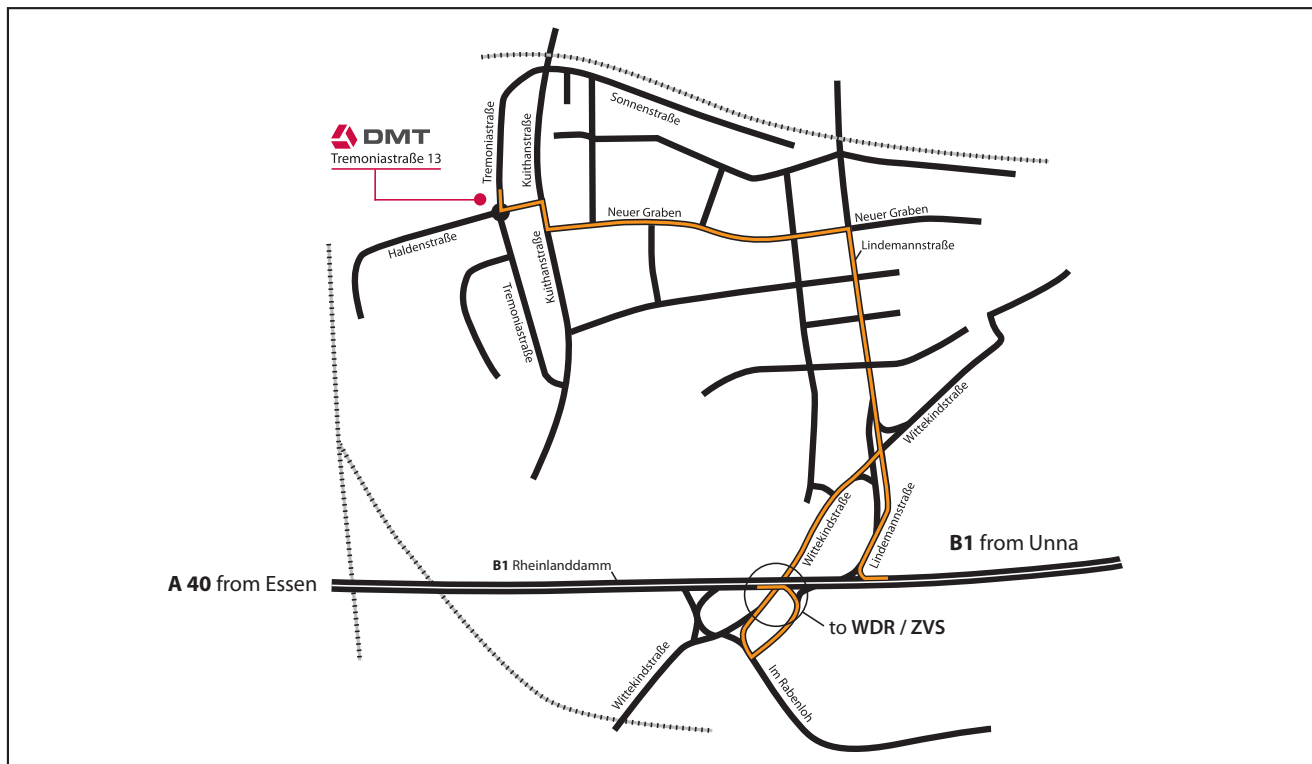 DMT
Tremoniastraße 13
Tremoniastraße
Kuithanstraße
Sonnenstraße
Neuer Graben
Neuer Graben
Lindemannstraße
Haldenstraße
Kuithanstraße
Tremoniastraße
Wittekindstraße
Wittekindstraße
Lindemannstraße
B1 from Unna
B1 Rheinlanddamm
A 40 from Essen
to WDR / ZVS
Wittekindstraße
Im Rabenloh